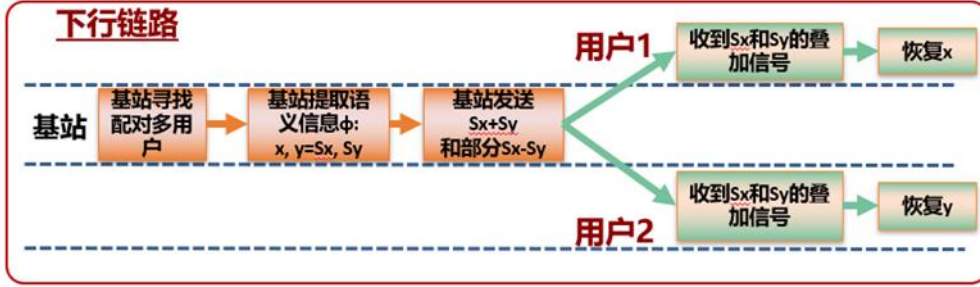 下行链路
用户1
收到Sx和Sy的叠
加信号
恢复x
基站
基站寻找
配对多用
户
基站提取语
义信息ф:
x, y=Sx, Sy
基站发送
Sx+Sy
和部分Sx-Sy
收到Sx和Sy的叠
加信号
恢复y
用户2